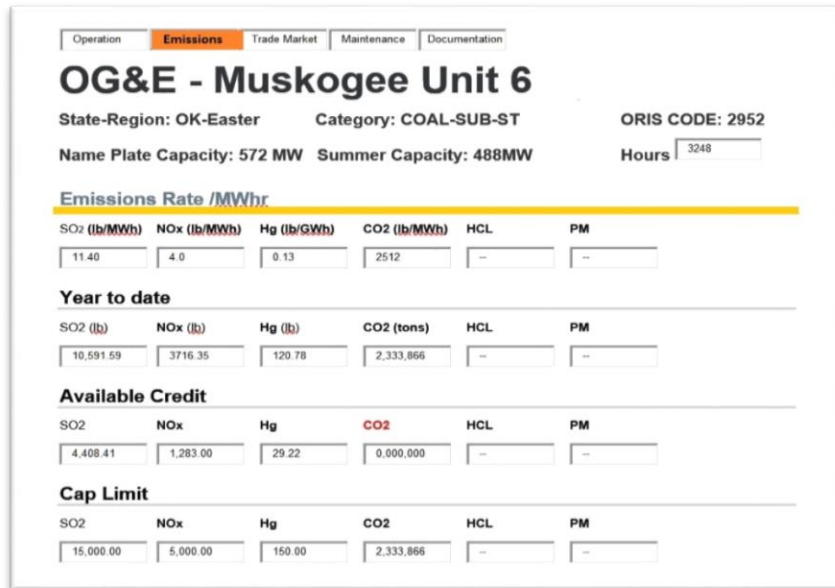 Operation Emissions Trade Market Maintenance Documentation
OG&E - Muskogee Unit 6
State-Region: OK-Easter Category: COAL-SUB-ST ORIS CODE: 2952
Name Plate Capacity: 572 MW Summer Capacity: 488MW Hours 3248
Emissions Rate /MWhr
SO2 (lb/MWh) NOx (lb/MWh) Hg (lb/GWh) CO2 (lb/MWh) HCL PM
11.40 4.0 0.13 2512 -- --
Year to date
SO2 (lb) NOx (lb) Hg (lb) CO2 (tons) HCL PM
10,591.59 3716.35 120.78 2,333,866 -- --
Available Credit
SO2 NOx Hg CO2 HCL PM
4,408.41 1,283.00 29.22 0,000,000 -- --
Cap Limit
SO2 NOx Hg CO2 HCL PM
15,000.00 5,000.00 150.00 2,333,866 -- --